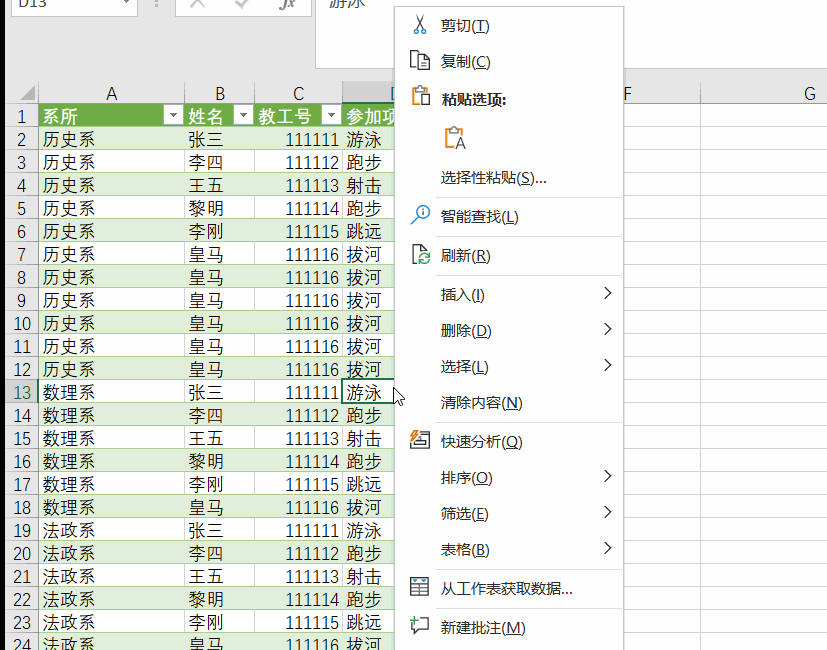 D13
fx
游泳
A B C D F G
1 系所 姓名 教工号 参加项
2 历史系 张三 111111 游泳
3 历史系 李四 111112 跑步
4 历史系 王五 111113 射击
5 历史系 黎明 111114 跑步
6 历史系 李刚 111115 跳远
7 历史系 皇马 111116 拔河
8 历史系 皇马 111116 拔河
9 历史系 皇马 111116 拔河
10 历史系 皇马 111116 拔河
11 历史系 皇马 111116 拔河
12 历史系 皇马 111116 拔河
13 数理系 张三 111111 游泳
14 数理系 李四 111112 跑步
15 数理系 王五 111113 射击
16 数理系 黎明 111114 跑步
17 数理系 李刚 111115 跳远
18 数理系 皇马 111116 拔河
19 法政系 张三 111111 游泳
20 法政系 李四 111112 跑步
21 法政系 王五 111113 射击
22 法政系 黎明 111114 跑步
23 法政系 李刚 111115 跳远
24 法政系 皇马 111116 拔河
剪切(T)
复制(C)
粘贴选项:
选择性粘贴(S)...
智能查找(L)
刷新(R)
插入(I)
删除(D)
选择(L)
清除内容(N)
快速分析(Q)
排序(O)
筛选(E)
表格(B)
从工作表获取数据...
新建批注(M)